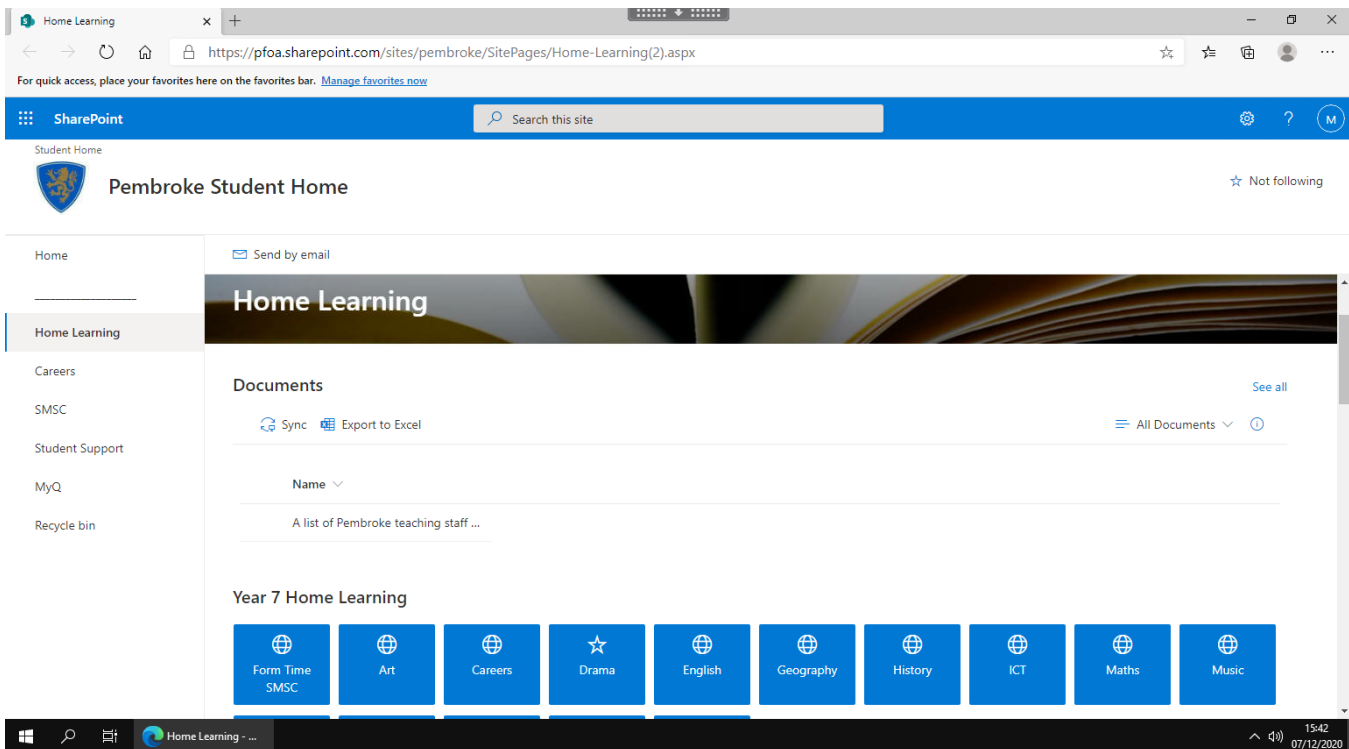 Home Learning
https://pfoa.sharepoint.com/sites/pembroke/SitePages/Home-Learning(2).aspx
For quick access, place your favorites here on the favorites bar. Manage favorites now
SharePoint
Search this site
?
M
Student Home
Pembroke Student Home
Not following
Home
Send by email
Home Learning
Home Learning
Careers
SMSC
Student Support
MyQ
Recycle bin
Documents
See all
Sync
Export to Excel
All Documents
Name
A list of Pembroke teaching staff ...
Year 7 Home Learning
Form Time
SMSC
Art
Careers
Drama
English
Geography
History
ICT
Maths
Music
Home Learning - ...
15:42
07/12/2020